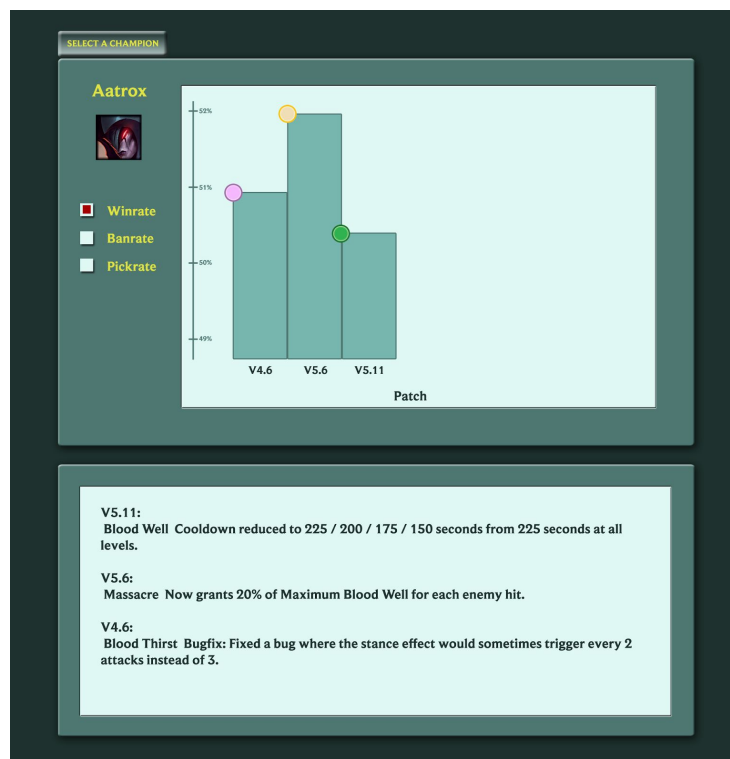 SELECT A CHAMPION
Aatrox
Winrate
Banrate
Pickrate
52%
51%
50%
49%
V4.6 V5.6 V5.11
Patch
V5.11:
Blood Well Cooldown reduced to 225 / 200 / 175 / 150 seconds from 225 seconds at all
levels.
V5.6:
Massacre Now grants 20% of Maximum Blood Well for each enemy hit.
V4.6:
Blood Thirst Bugfix: Fixed a bug where the stance effect would sometimes trigger every 2
attacks instead of 3.